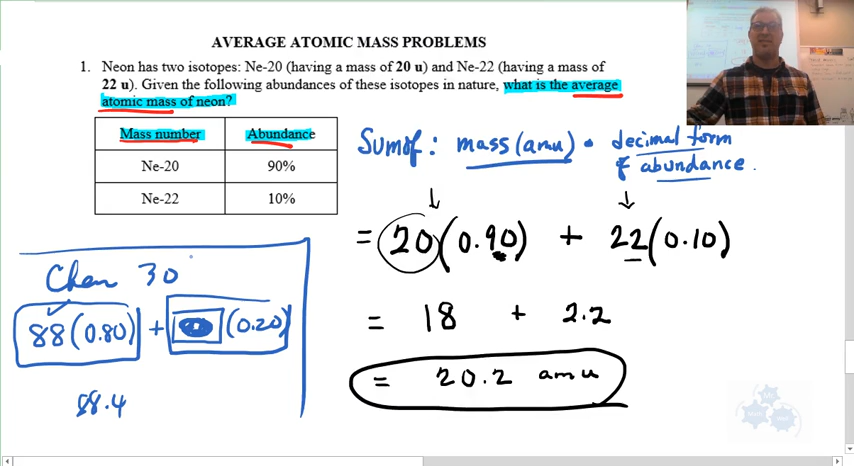 AVERAGE ATOMIC MASS PROBLEMS
1. Neon has two isotopes: Ne-20 (having a mass of 20 u) and Ne-22 (having a mass of
22 u). Given the following abundances of these isotopes in nature, what is the average
atomic mass of neon?
Mass number Abundance
Ne-20 90%
Ne-22 10%
Sum of : mass (amu) • decimal form
of abundance.
= 20 (0.90) + 22 (0.10)
= 18 + 2.2
= 20.2 amu
Chem 30
88 (0.80) + (0.20)
88.4